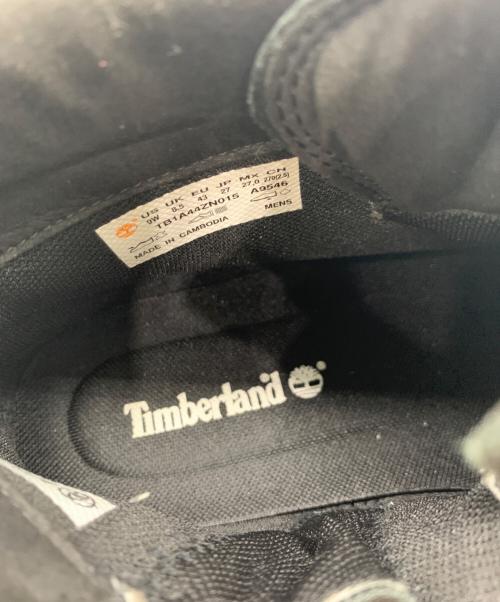 US UK EU JP MX CN
9W 8.5 43 27 27.0 270(2.5)
TB1A44ZN015 A9546
MADE IN CAMBODIA MENS
Timberland